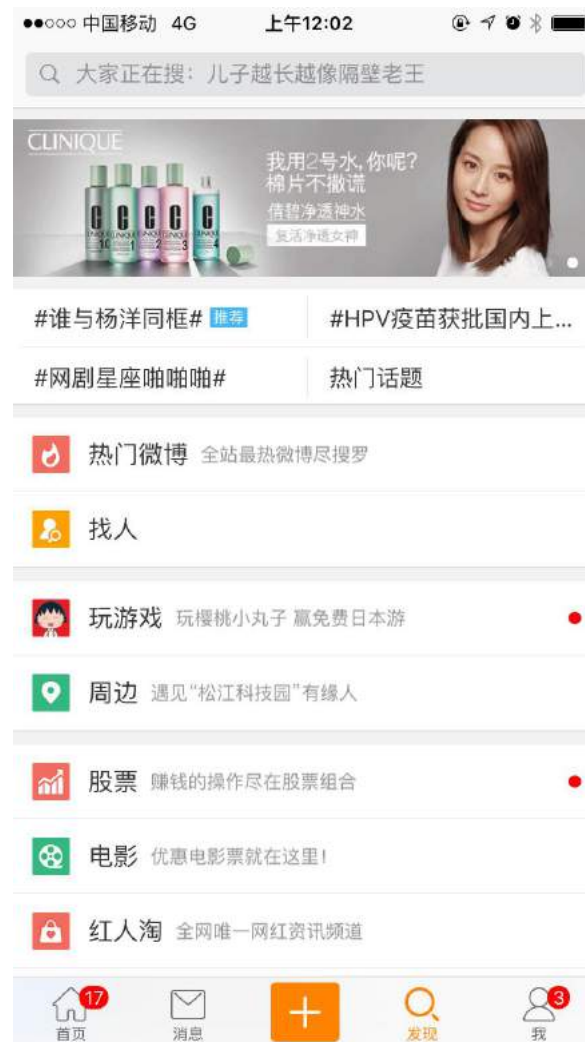 中国移动 4G 上午12:02
大家正在搜：儿子越长越像隔壁老王
CLINIQUE
我用2号水,你呢?
棉片不撒谎
倩碧净透神水
复活净透女神
#谁与杨洋同框# 推荐
#HPV疫苗获批国内上...
#网剧星座啪啪啪#
热门话题
热门微博 全站最热微博尽搜罗
找人
玩游戏 玩樱桃小丸子 赢免费日本游
周边 遇见“松江科技园”有缘人
股票 赚钱的操作尽在股票组合
电影 优惠电影票就在这里!
红人淘 全网唯一网红资讯频道
17 3
首页 消息 发现 我